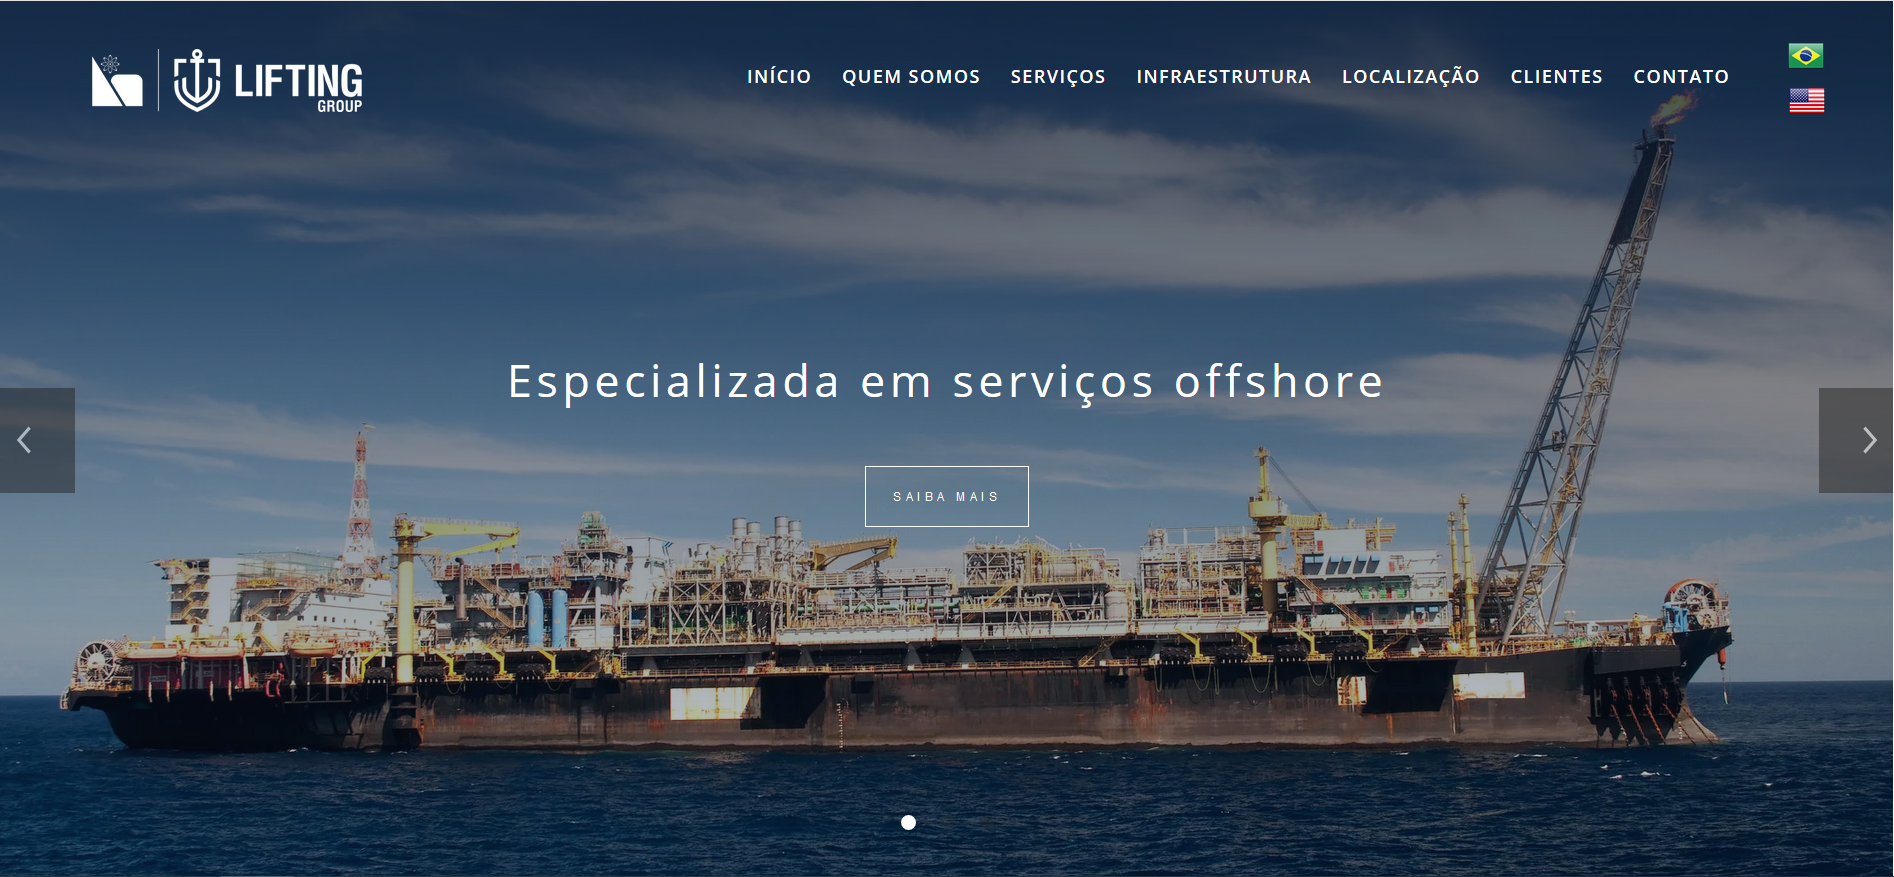 LIFTING
GROUP
INÍCIO QUEM SOMOS SERVIÇOS INFRAESTRUTURA LOCALIZAÇÃO CLIENTES CONTATO
Especializada em serviços offshore
SAIBA MAIS